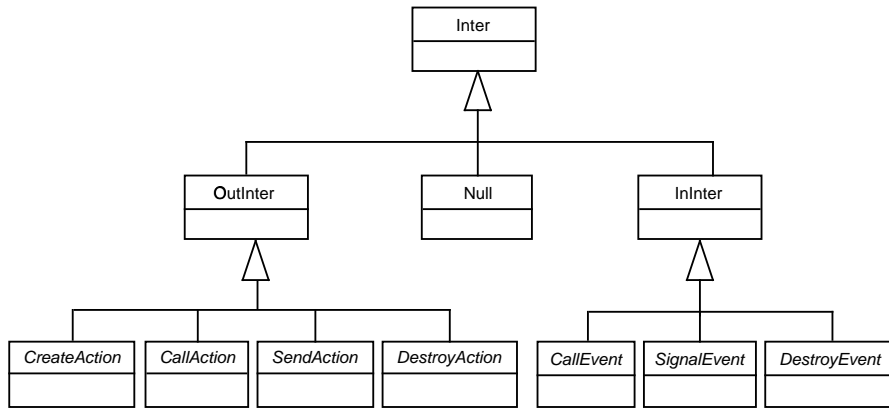 Inter
OutInter
Null
InInter
CreateAction
CallAction
SendAction
DestroyAction
CallEvent
SignalEvent
DestroyEvent